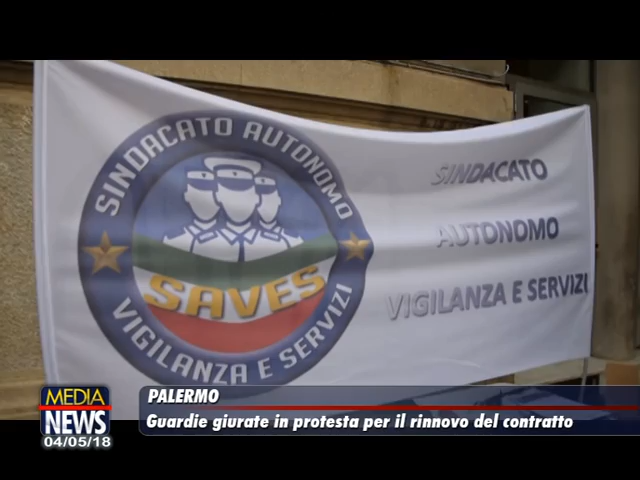 SINDACATO AUTONOMO
SAVES
VIGILANZA E SERVIZI
SINDACATO
AUTONOMO
VIGILANZA E SERVIZI
MEDIA
NEWS
04/05/18
PALERMO
Guardie giurate in protesta per il rinnovo del contratto